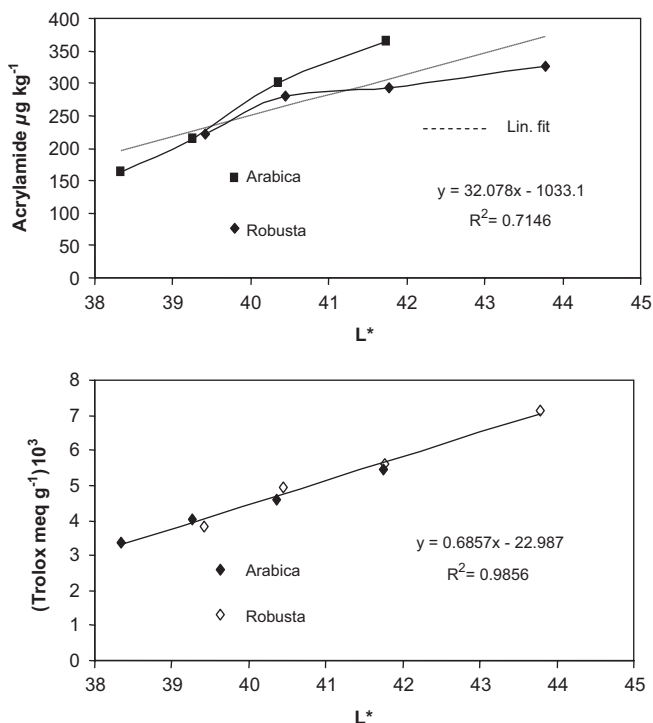 Acrylamide µg kg-1
400
350
300
250
200
150
100
50
0
Lin. fit
Arabica
y = 32.078x - 1033.1
R2= 0.7146
Robusta
38 39 40 41 42 43 44 45
L*
(Trolox meq g-1)103
8
7
6
5
4
3
2
1
0
y = 0.6857x - 22.987
Arabica
R2= 0.9856
Robusta
38 39 40 41 42 43 44 45
L*